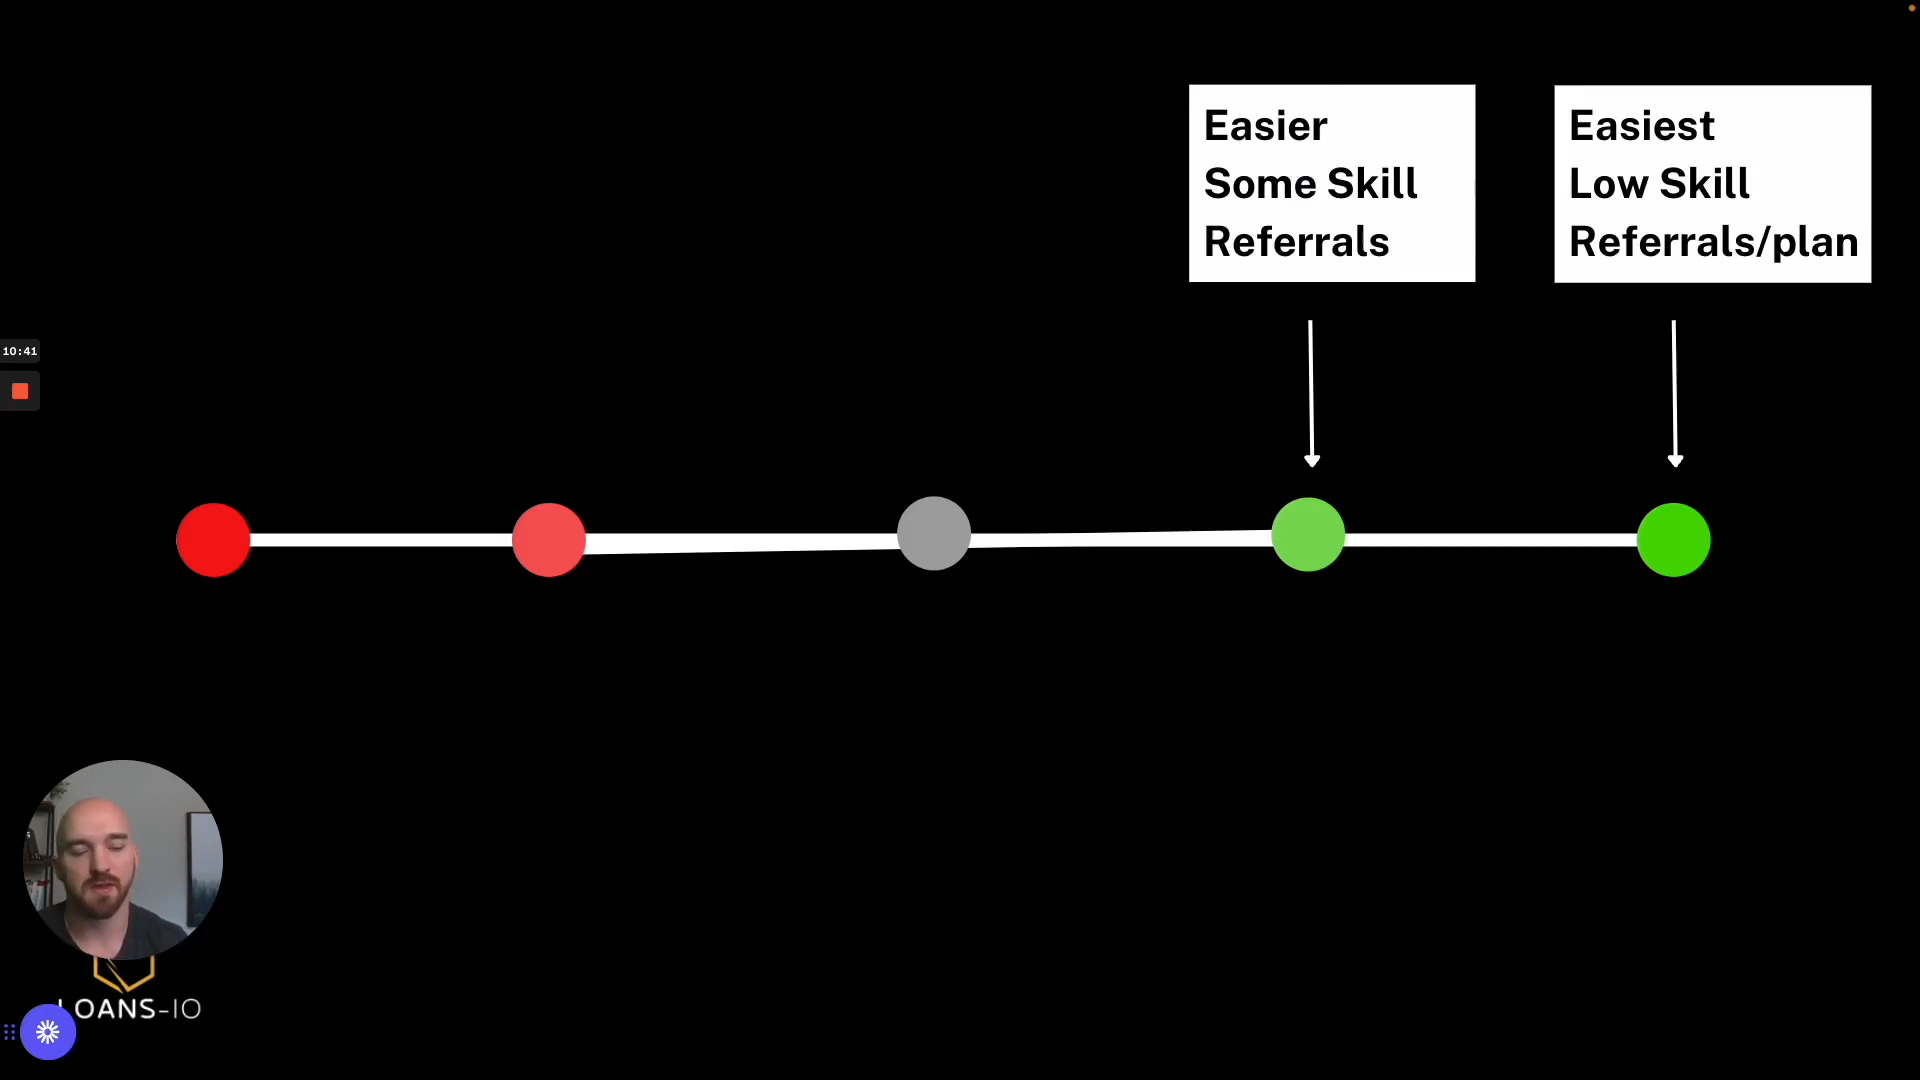 Easier
Some Skill
Referrals
Easiest
Low Skill
Referrals/plan
10:41
LOANS-IO